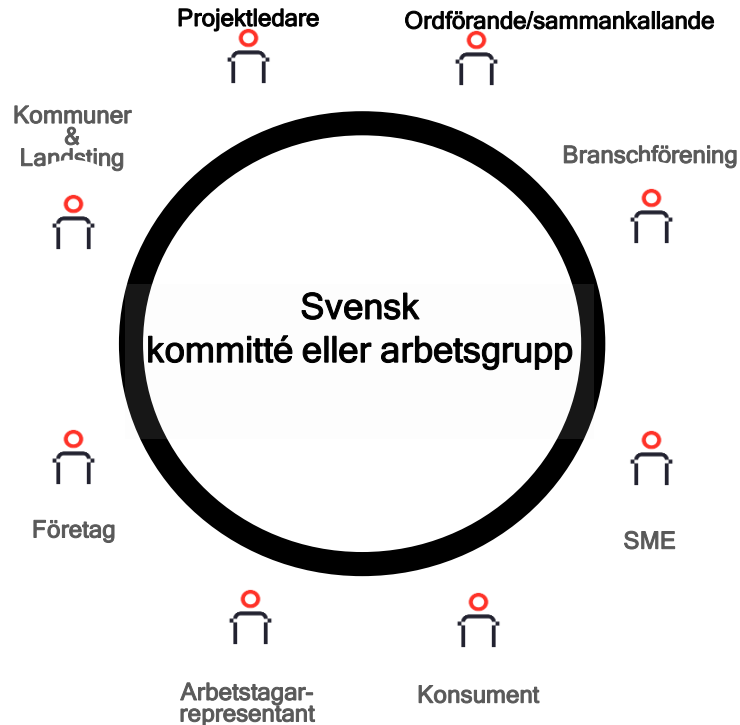 Projektledare
Ordförande/sammankallande
Kommuner
&
Landsting
Branschförening
Svensk
kommitté eller arbetsgrupp
Företag
SME
Arbetstagar-
representant
Konsument